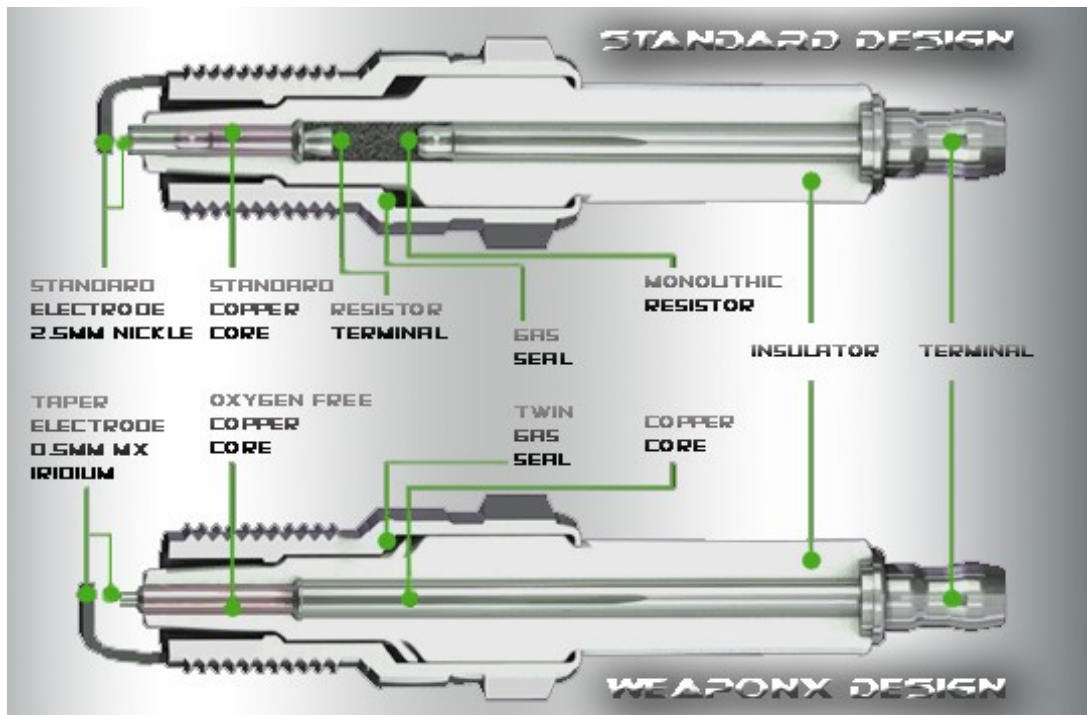 STANDARD DESIGN
STANDARD
ELECTRODE
2.5MM NICKLE
STANDARD
COPPER
CORE
RESISTOR
TERMINAL
GAS
SEAL
MONOLITHIC
RESISTOR
INSULATOR
TERMINAL
TAPER
ELECTRODE
0.5MM MX
IRIDIUM
OXYGEN FREE
COPPER
CORE
TWIN
GAS
SEAL
COPPER
CORE
WEAPONX DESIGN